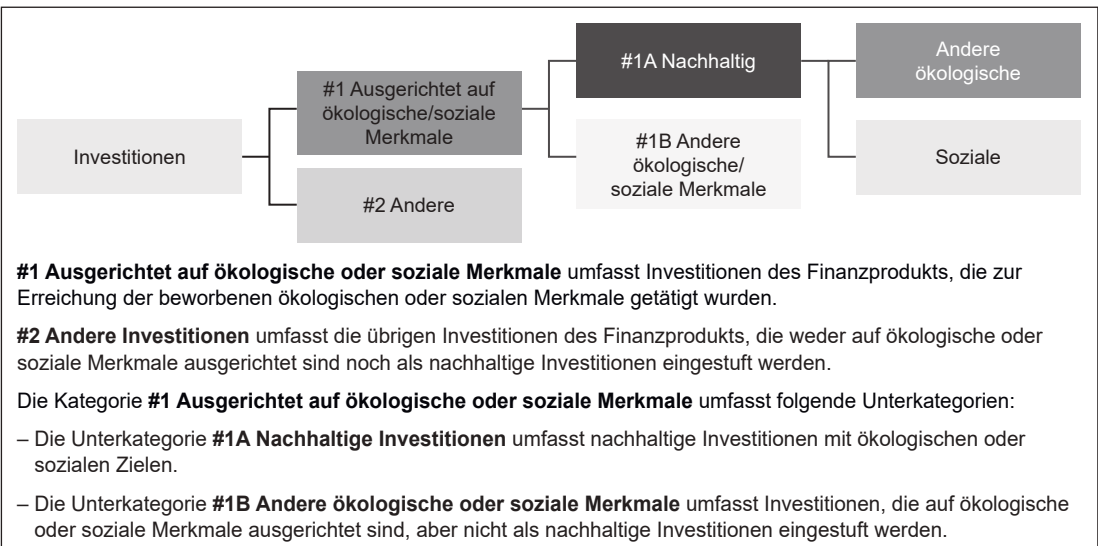 Investitionen
#1 Ausgerichtet auf
ökologische/soziale
Merkmale
#2 Andere
#1A Nachhaltig
#1B Andere
ökologische/
soziale Merkmale
Andere
ökologische
Soziale
#1 Ausgerichtet auf ökologische oder soziale Merkmale umfasst Investitionen des Finanzprodukts, die zur
Erreichung der beworbenen ökologischen oder sozialen Merkmale getätigt wurden.
#2 Andere Investitionen umfasst die übrigen Investitionen des Finanzprodukts, die weder auf ökologische oder
soziale Merkmale ausgerichtet sind noch als nachhaltige Investitionen eingestuft werden.
Die Kategorie #1 Ausgerichtet auf ökologische oder soziale Merkmale umfasst folgende Unterkategorien:
– Die Unterkategorie #1A Nachhaltige Investitionen umfasst nachhaltige Investitionen mit ökologischen oder
sozialen Zielen.
– Die Unterkategorie #1B Andere ökologische oder soziale Merkmale umfasst Investitionen, die auf ökologische
oder soziale Merkmale ausgerichtet sind, aber nicht als nachhaltige Investitionen eingestuft werden.